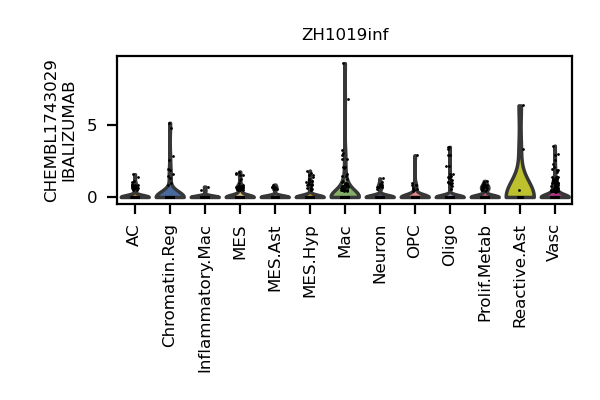 ZH1019inf
CHEMBL1743029
IBALIZUMAB
5
0
AC
Chromatin.Reg
Inflammatory.Mac
MES
MES.Ast
MES.Hyp
Mac
Neuron
OPC
Oligo
Prolif.Metab
Reactive.Ast
Vasc